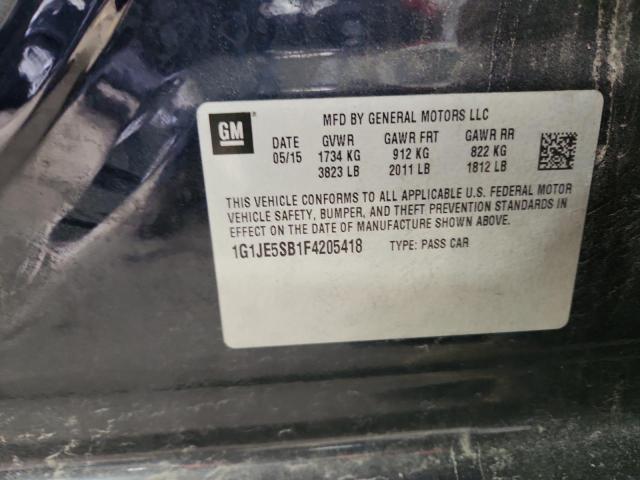 GM
MFD BY GENERAL MOTORS LLC
DATE GVWR GAWR FRT GAWR RR
05/15 1734 KG 912 KG 822 KG
3823 LB 2011 LB 1812 LB
THIS VEHICLE CONFORMS TO ALL APPLICABLE U.S. FEDERAL MOTOR
VEHICLE SAFETY, BUMPER, AND THEFT PREVENTION STANDARDS IN
EFFECT ON THE DATE OF MANUFACTURE SHOWN ABOVE.
1G1JE5SB1F4205418 TYPE: PASS CAR